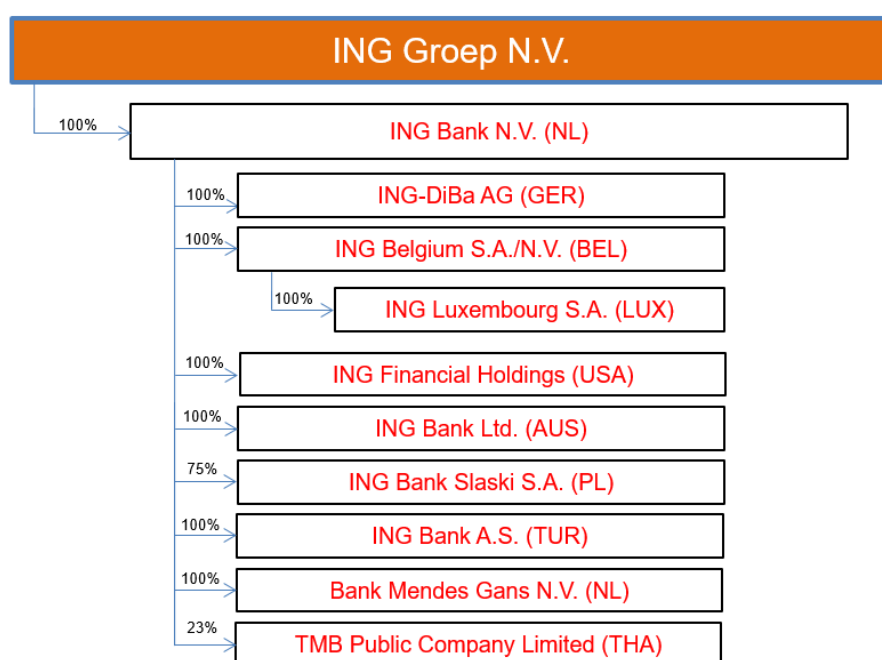 ING Groep N.V.
100%
ING Bank N.V. (NL)
100%
ING-DiBa AG (GER)
100%
ING Belgium S.A./N.V. (BEL)
100%
ING Luxembourg S.A. (LUX)
100%
ING Financial Holdings (USA)
100%
ING Bank Ltd. (AUS)
75%
ING Bank Slaski S.A. (PL)
100%
ING Bank A.S. (TUR)
100%
Bank Mendes Gans N.V. (NL)
23%
TMB Public Company Limited (THA)